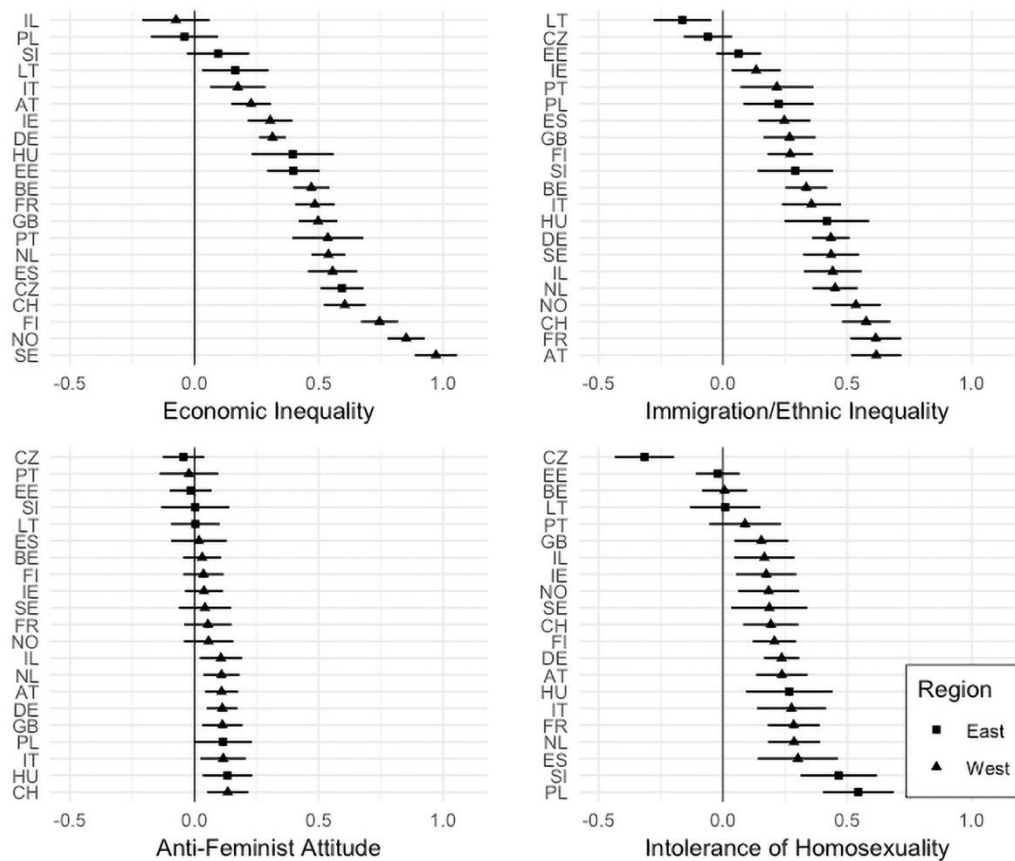 IL
PL
SI
LT
IT
AT
IE
DE
HU
EE
BE
FR
GB
PT
NL
ES
CZ
CH
FI
NO
SE
-0.5 0.0 0.5 1.0
Economic Inequality
LT
CZ
EE
IE
PT
PL
ES
GB
FI
SI
BE
IT
HU
DE
SE
IL
NL
NO
CH
FR
AT
-0.5 0.0 0.5 1.0
Immigration/Ethnic Inequality
CZ
PT
EE
SI
LT
ES
BE
FI
IE
SE
FR
NO
IL
NL
AT
DE
GB
PL
IT
HU
CH
-0.5 0.0 0.5 1.0
Anti-Feminist Attitude
CZ
EE
BE
LT
PT
GB
IL
IE
NO
SE
CH
FI
DE
AT
HU
IT
FR
NL
ES
SI
PL
-0.5 0.0 0.5 1.0
Intolerance of Homosexuality
Region
East
West